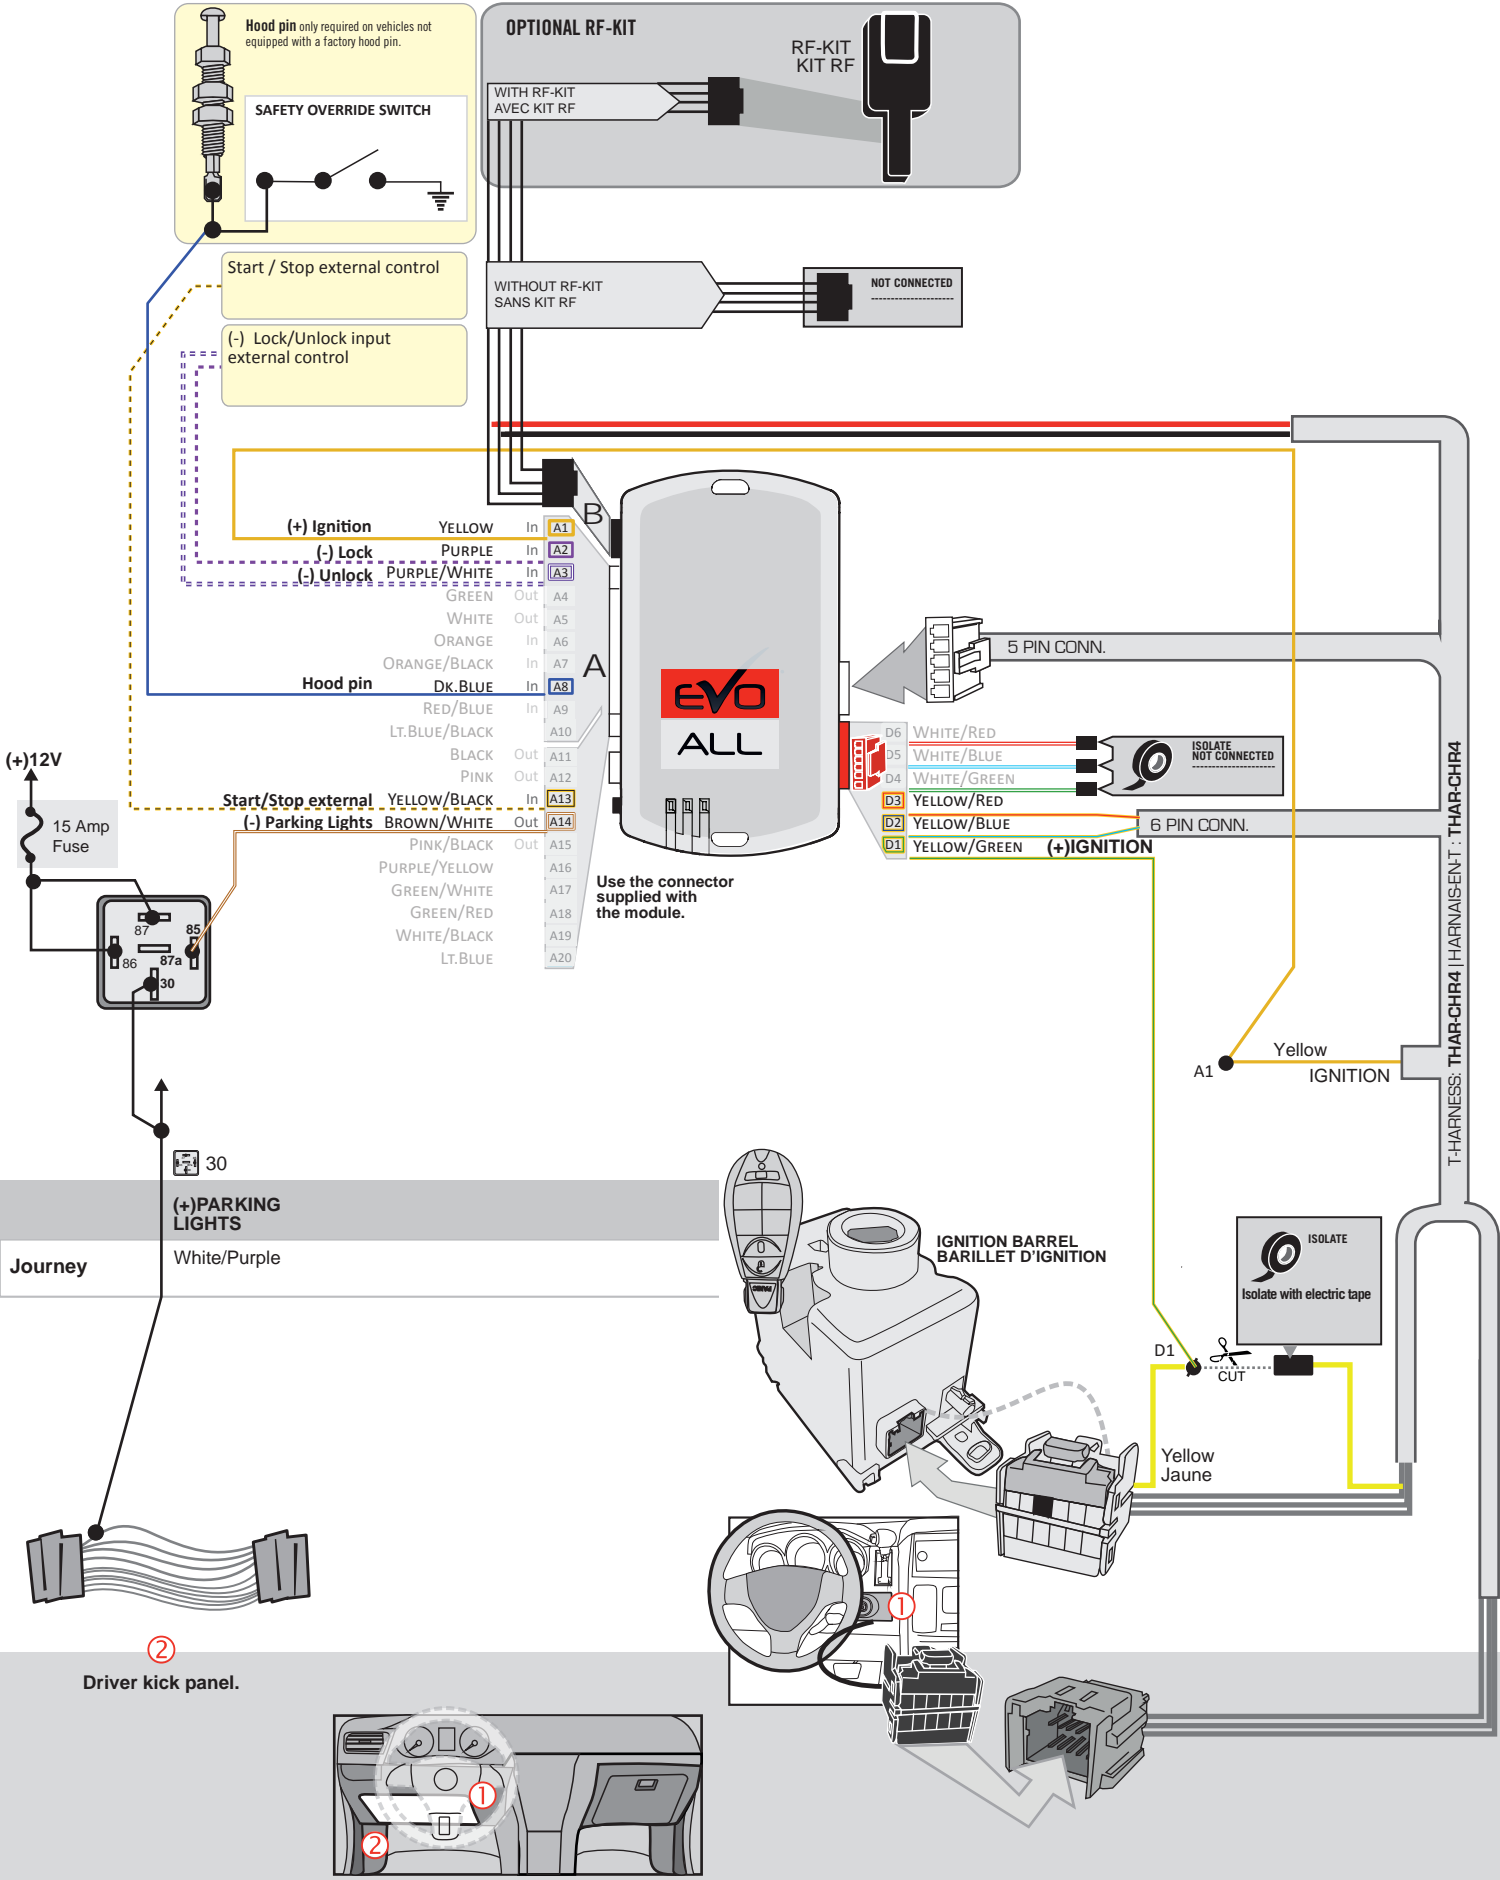 Hood pin only required on vehicles not
equipped with a factory hood pin.
SAFETY OVERRIDE SWITCH
OPTIONAL RF-KIT
RF-KIT
KIT RF
WITH RF-KIT
AVEC KIT RF
Start / Stop external control
WITHOUT RF-KIT
SANS KIT RF
NOT CONNECTED
(-) Lock/Unlock input
external control
B
A
(+) Ignition YELLOW In A1
(-) Lock PURPLE In A2
(-) Unlock PURPLE/WHITE In A3
GREEN Out A4
WHITE Out A5
ORANGE In A6
ORANGE/BLACK In A7
Hood pin DK.BLUE In A8
RED/BLUE In A9
LT.BLUE/BLACK A10
BLACK Out A11
PINK Out A12
Start/Stop external YELLOW/BLACK In A13
(-) Parking Lights BROWN/WHITE Out A14
PINK/BLACK Out A15
PURPLE/YELLOW A16
GREEN/WHITE A17
GREEN/RED A18
WHITE/BLACK A19
LT.BLUE A20
EVO
ALL
Use the connector
supplied with
the module.
5 PIN CONN.
D6 WHITE/RED
D5 WHITE/BLUE
D4 WHITE/GREEN
D3 YELLOW/RED
D2 YELLOW/BLUE
D1 YELLOW/GREEN (+)IGNITION
ISOLATE
NOT CONNECTED
6 PIN CONN.
T-HARNESS: THAR-CHR4 | HARNAIS-EN-T : THAR-CHR4
(+)12V
15 Amp
Fuse
87
85
86
87a
30
A1
Yellow
IGNITION
30
(+)PARKING
LIGHTS
Journey
White/Purple
PANIC
IGNITION BARREL
BARILLET D'IGNITION
ISOLATE
Isolate with electric tape
D1
CUT
Yellow
Jaune
1
2
Driver kick panel.
1
2